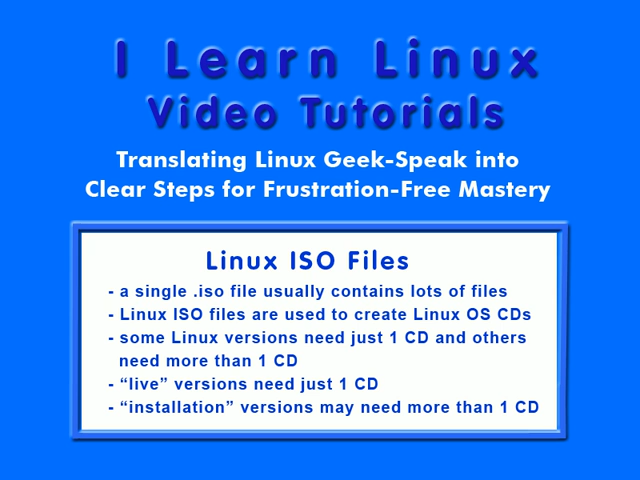 I Learn Linux
Video Tutorials
Translating Linux Geek-Speak into
Clear Steps for Frustration-Free Mastery
Linux ISO Files
- a single .iso file usually contains lots of files
- Linux ISO files are used to create Linux OS CDs
- some Linux versions need just 1 CD and others
need more than 1 CD
- “live” versions need just 1 CD
- “installation” versions may need more than 1 CD